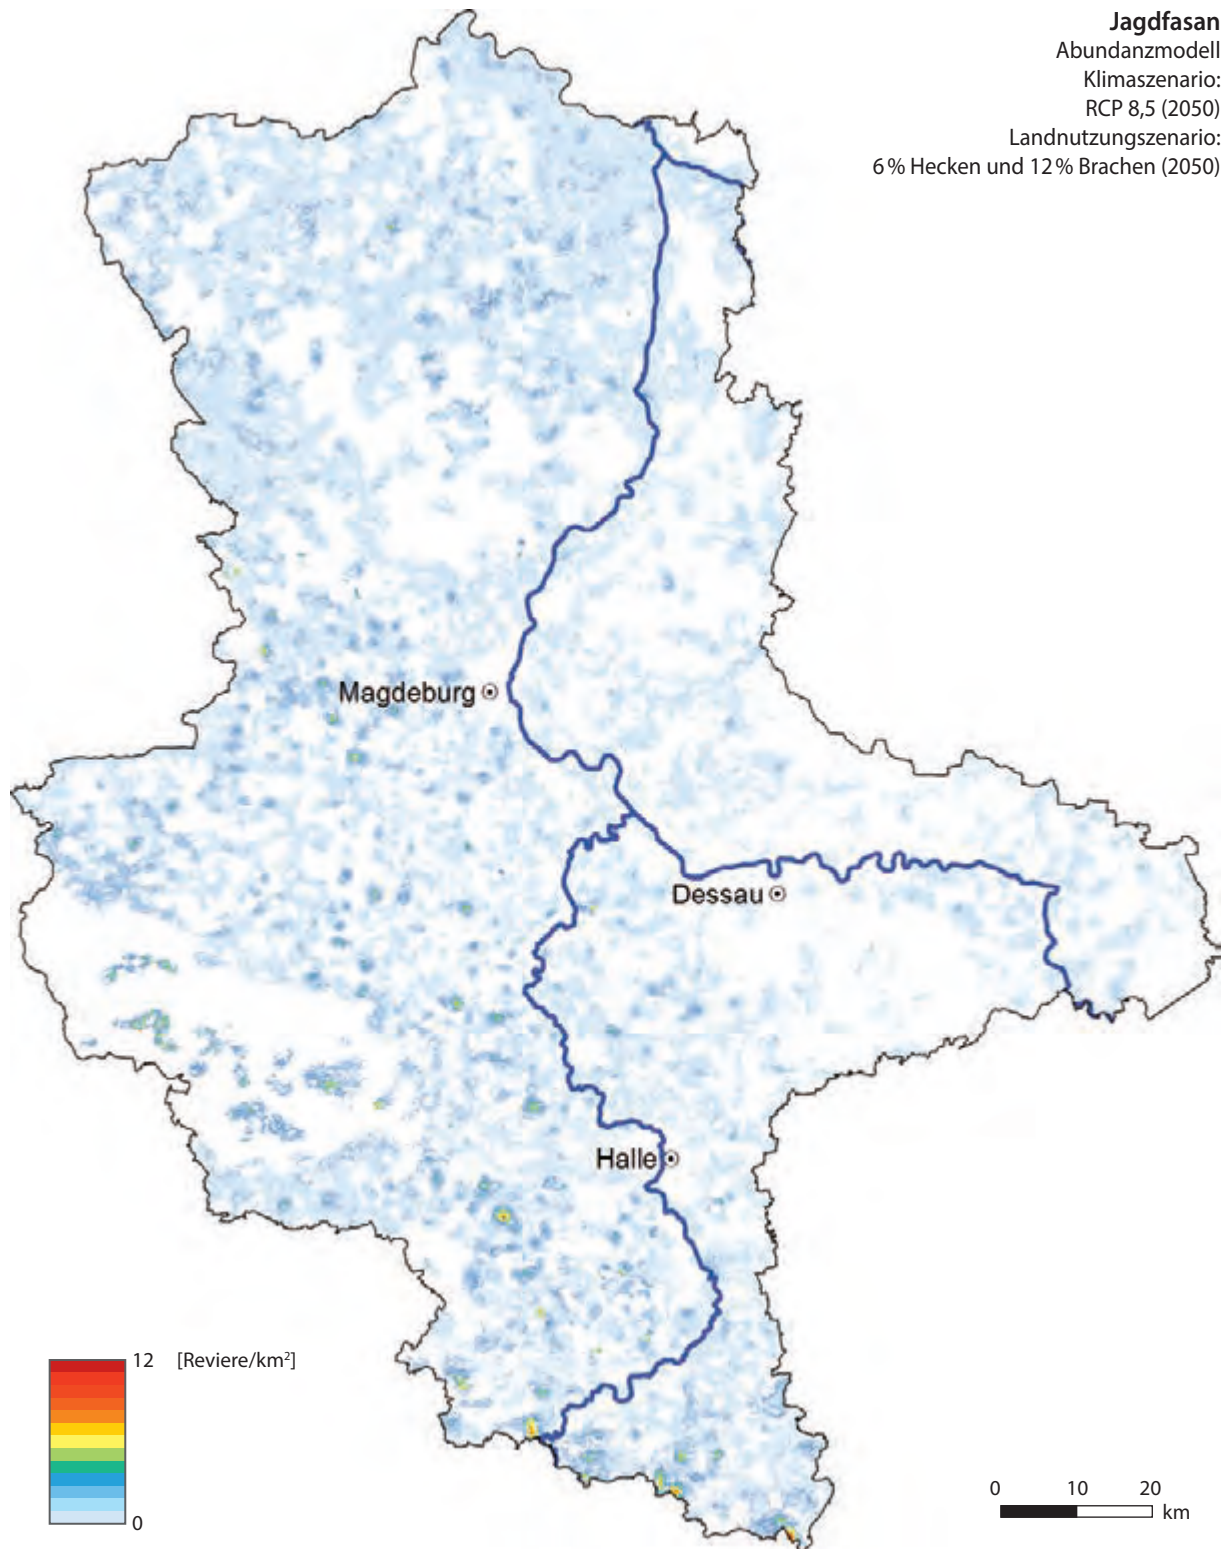 Jagdfasan
Abundanzmodell
Klimaszenario:
RCP 8,5 (2050)
Landnutzungszenario:
6 % Hecken und 12 % Brachen (2050)
Magdeburg
Dessau
Halle
12 [Reviere/km²]
0
0 10 20
km